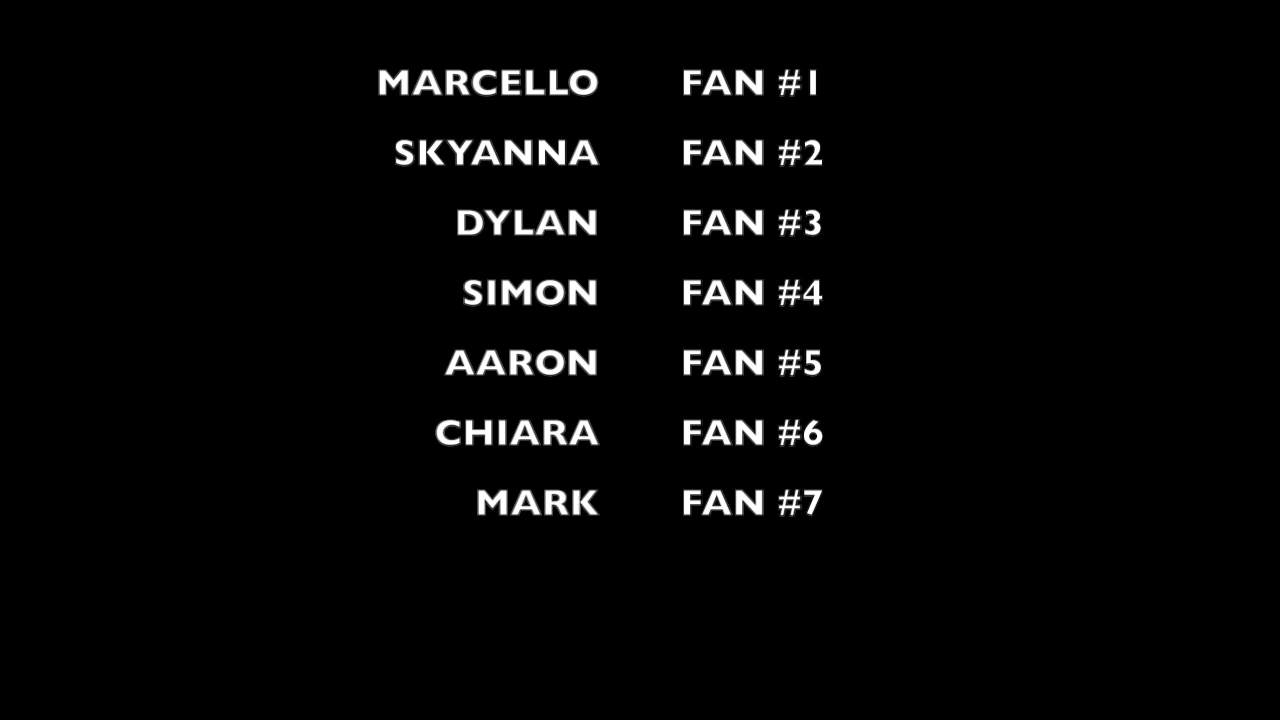 MARCELLO FAN #1
SKYANNA FAN #2
DYLAN FAN #3
SIMON FAN #4
AARON FAN #5
CHIARA FAN #6
MARK FAN #7